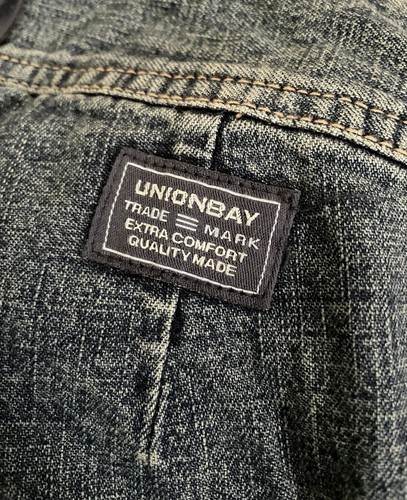 UNIONBAY
TRADE MARK
EXTRA COMFORT
QUALITY MADE